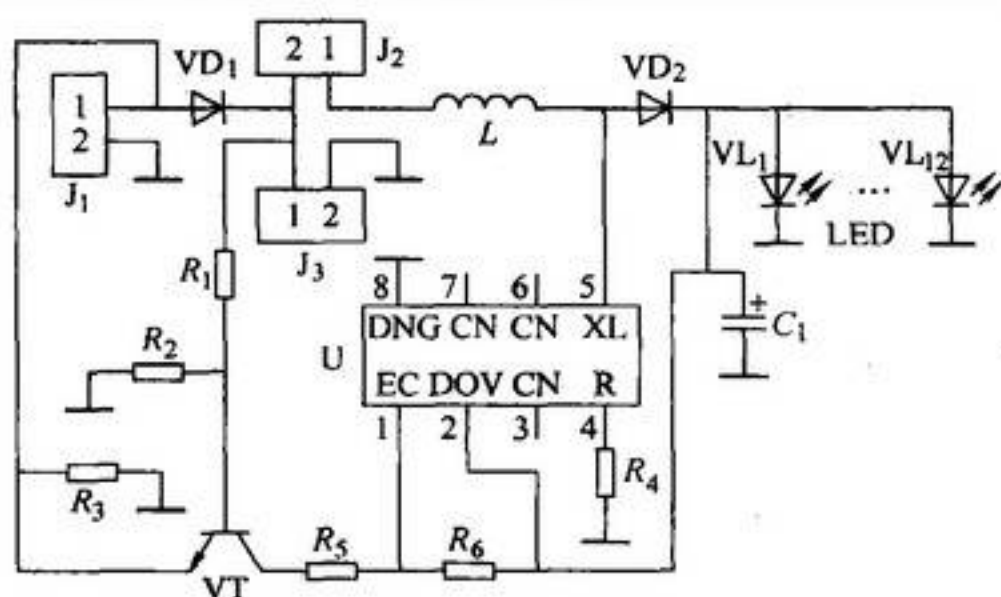 VD1
2 1
J2
1
2
J1
L
VD2
VL1
...
VL12
LED
1 2
J3
R1
R2
R3
8 7 6 5
DNG CN CN XL
U
EC DOV CN R
1 2 3 4
+
C1
R4
R5
R6
VT